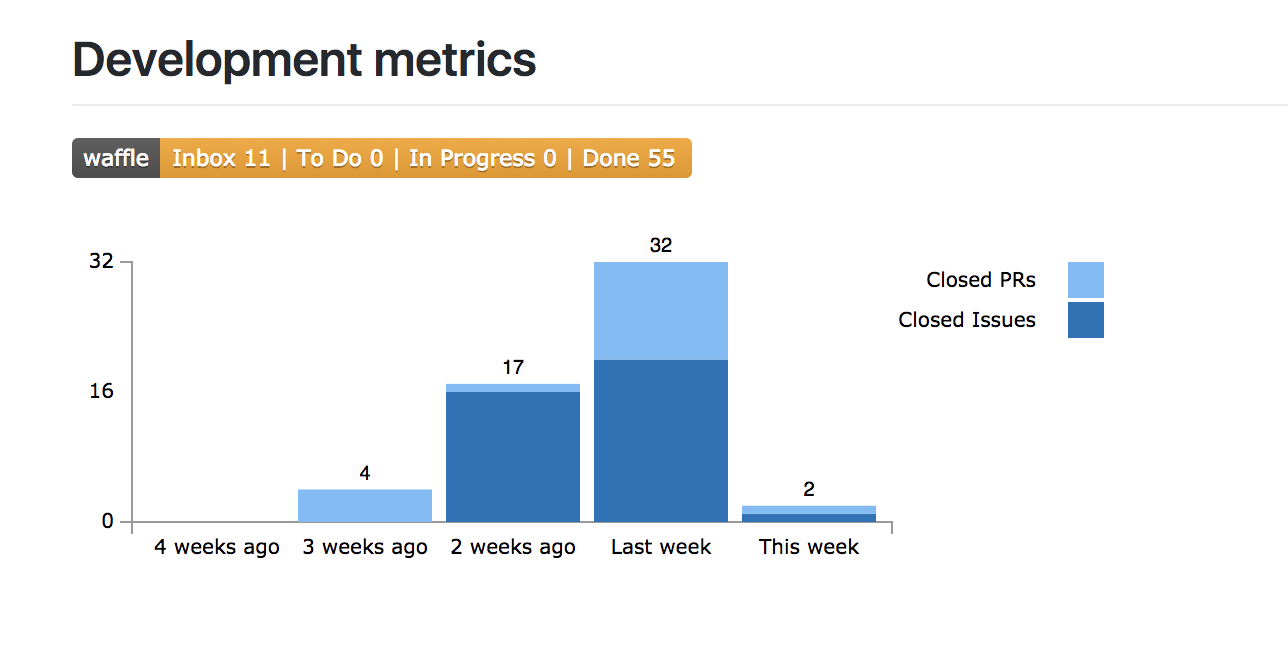 Development metrics
waffle Inbox 11 | To Do 0 | In Progress 0 | Done 55
32
16
0
4
17
32
2
4 weeks ago 3 weeks ago 2 weeks ago Last week This week
Closed PRs
Closed Issues